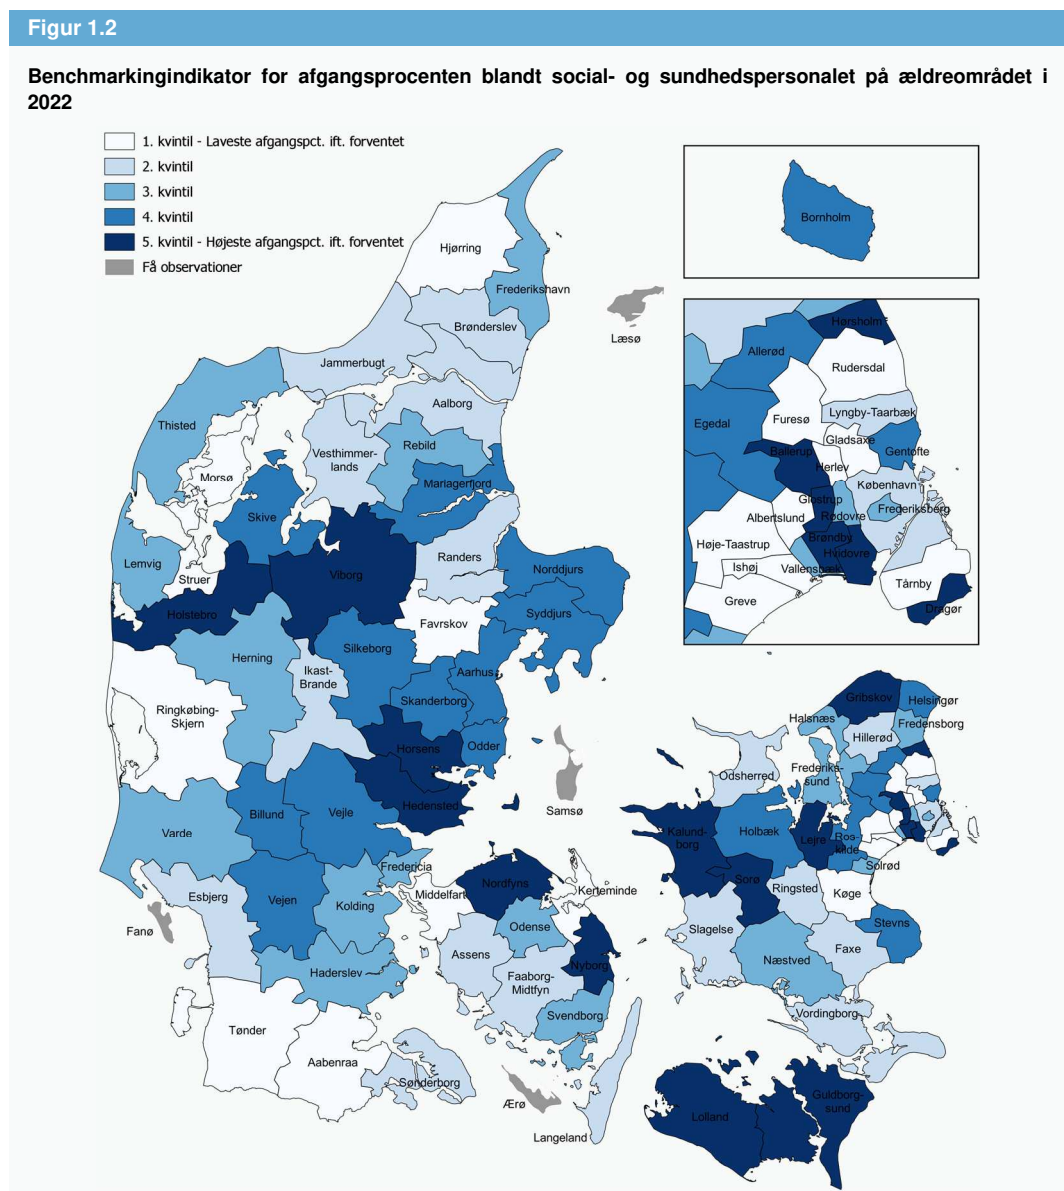 Figur 1.2
Benchmarkingindikator for afgangsprocenten blandt social- og sundhedspersonalet på ældreområdet i
2022
1. kvintil - Laveste afgangspct. ift. forventet
2. kvintil
3. kvintil
4. kvintil
5. kvintil - Højeste afgangspct. ift. forventet
Få observationer
Bornholm
Hjørring
Frederikshavn
Brønderslev
Læsø
Jammerbugt
Aalborg
Thisted
Rebild
Vesthimmer-
lands
Morsø
Mariagerfjord
Skive
Lemvig
Struer
Viborg
Randers
Norddjurs
Holstebro
Syddjurs
Favrskov
Herning
Silkeborg
Ikast-
Brande
Aarhus
Skanderborg
Ringkøbing-
Skjern
Horsens
Odder
Hedensted
Samsø
Billund
Vejle
Varde
Fredericia
Esbjerg
Vejen
Kolding
Middelfart
Nordfyns
Kerteminde
Fanø
Odense
Assens
Nyborg
Haderslev
Faaborg-
Midtfyn
Svendborg
Tønder
Aabenraa
Sønderborg
Ærø
Langeland
Hørsholm
Allerød
Rudersdal
Lyngby-Taarbæk
Furesø
Egedal
Gladsaxe
Gentofte
Ballerup
Herlev
København
Glostrup
Frederiksberg
Albertslund
Rødovre
Brøndby
Høje-Taastrup
Hvidovre
Ishøj
Vallensbæk
Tårnby
Greve
Dragør
Gribskov
Helsingør
Halsnæs
Fredensborg
Hillerød
Odsherred
Frederiks-
sund
Kalund-
borg
Holbæk
Lejre
Ros-
kilde
Solrød
Sorø
Ringsted
Køge
Slagelse
Stevns
Faxe
Næstved
Vordingborg
Lolland
Guldborg-
sund